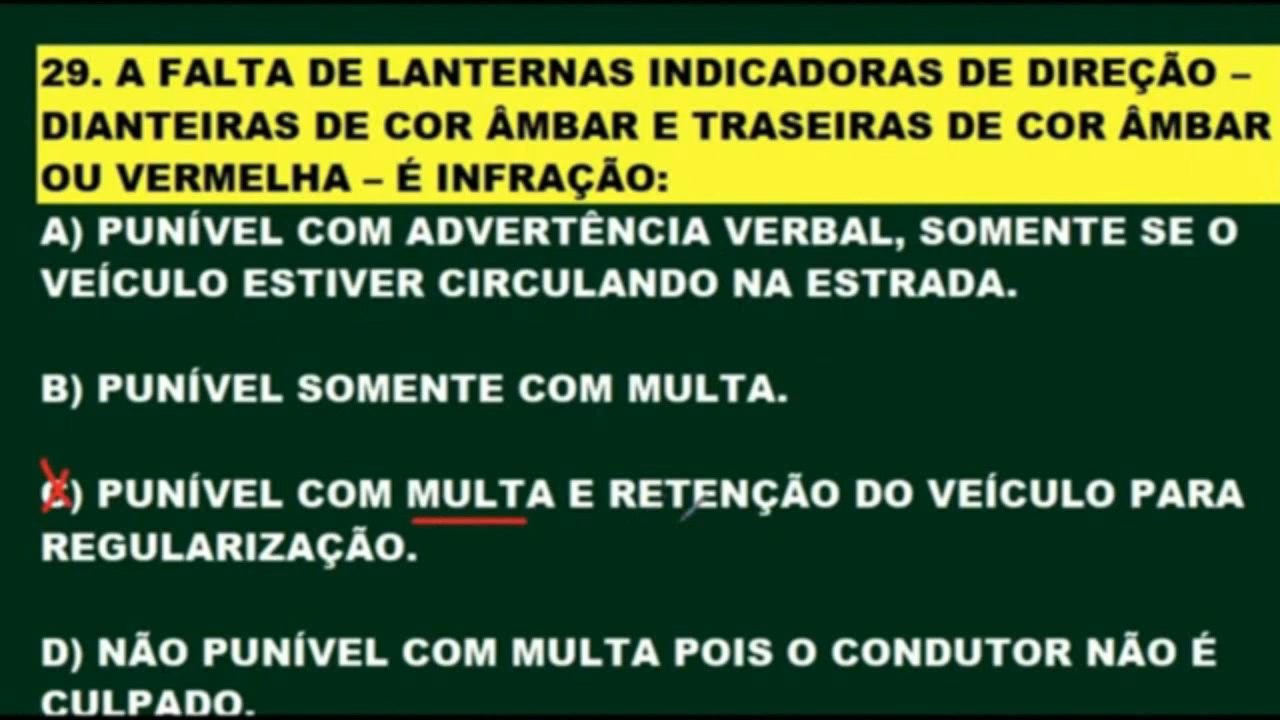 29. A FALTA DE LANTERNAS INDICADORAS DE DIREÇÃO –
DIANTEIRAS DE COR ÂMBAR E TRASEIRAS DE COR ÂMBAR
OU VERMELHA – É INFRAÇÃO:
A) PUNÍVEL COM ADVERTÊNCIA VERBAL, SOMENTE SE O
VEÍCULO ESTIVER CIRCULANDO NA ESTRADA.
B) PUNÍVEL SOMENTE COM MULTA.
C) PUNÍVEL COM MULTA E RETENÇÃO DO VEÍCULO PARA
REGULARIZAÇÃO.
D) NÃO PUNÍVEL COM MULTA POIS O CONDUTOR NÃO É
CULPADO.